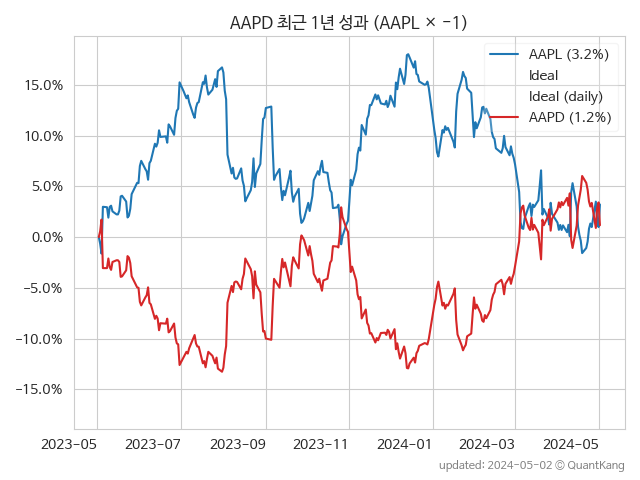 AAPD 최근 1년 성과 (AAPL × −1)
AAPL (3.2%)
Ideal
Ideal (daily)
AAPD (1.2%)
15.0%
10.0%
5.0%
0.0%
−5.0%
−10.0%
−15.0%
2023-05 2023-07 2023-09 2023-11 2024-01 2024-03 2024-05
updated: 2024-05-02 © QuantKang